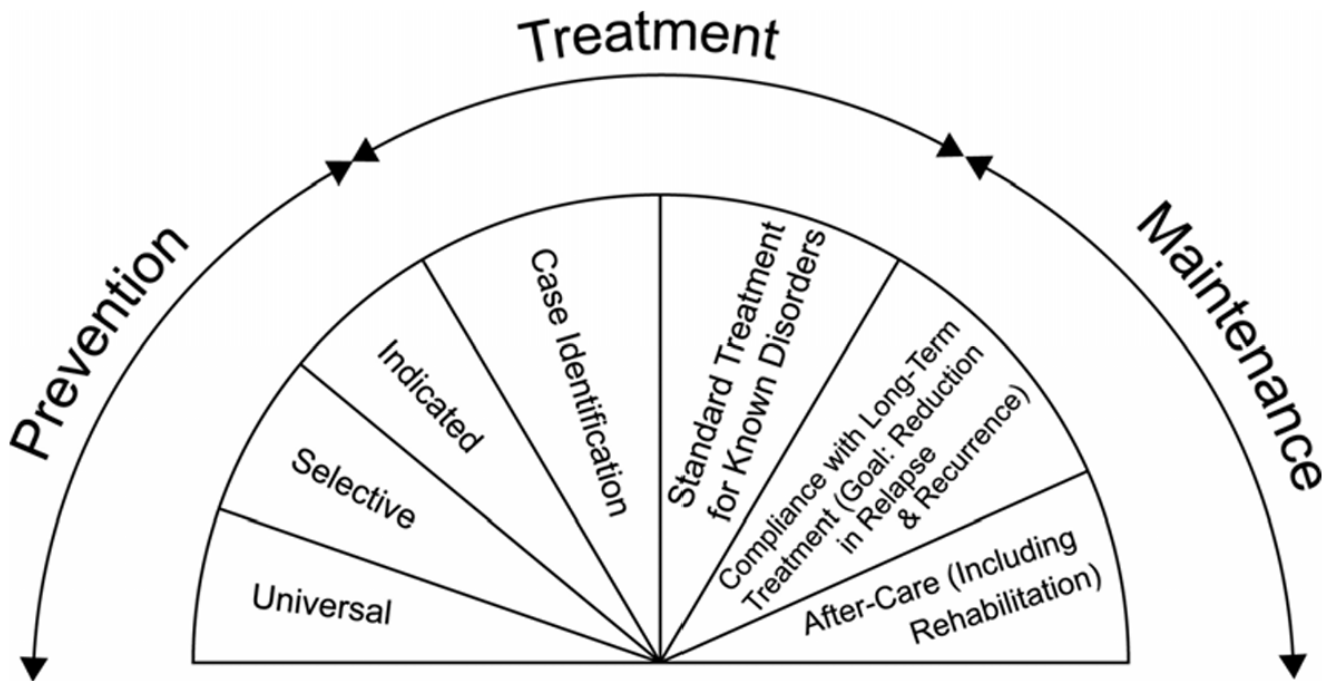 Treatment
Prevention
Maintenance
Universal
Selective
Indicated
Case Identification
Standard Treatment
for Known Disorders
Compliance with Long-Term
Treatment (Goal: Reduction
in Relapse
& Recurrence)
After-Care (Including
Rehabilitation)